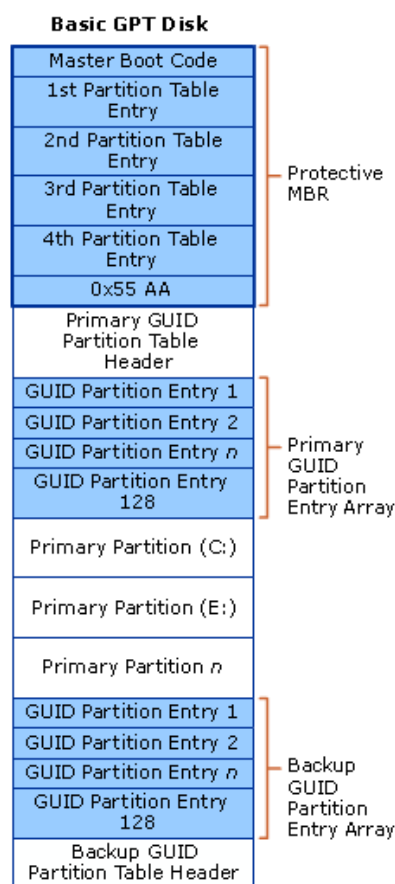 Basic GPT Disk
Master Boot Code
1st Partition Table
Entry
2nd Partition Table
Entry
3rd Partition Table
Entry
4th Partition Table
Entry
0x55 AA
Protective
MBR
Primary GUID
Partition Table
Header
GUID Partition Entry 1
GUID Partition Entry 2
GUID Partition Entry n
GUID Partition Entry
128
Primary
GUID
Partition
Entry Array
Primary Partition (C:)
Primary Partition (E:)
Primary Partition n
GUID Partition Entry 1
GUID Partition Entry 2
GUID Partition Entry n
GUID Partition Entry
128
Backup
GUID
Partition
Entry Array
Backup GUID
Partition Table Header